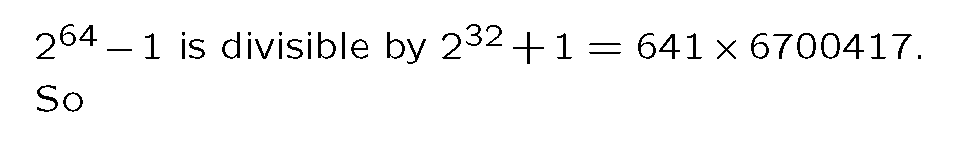 2^64 − 1 is divisible by 2^32 + 1 = 641 × 6700417.
So